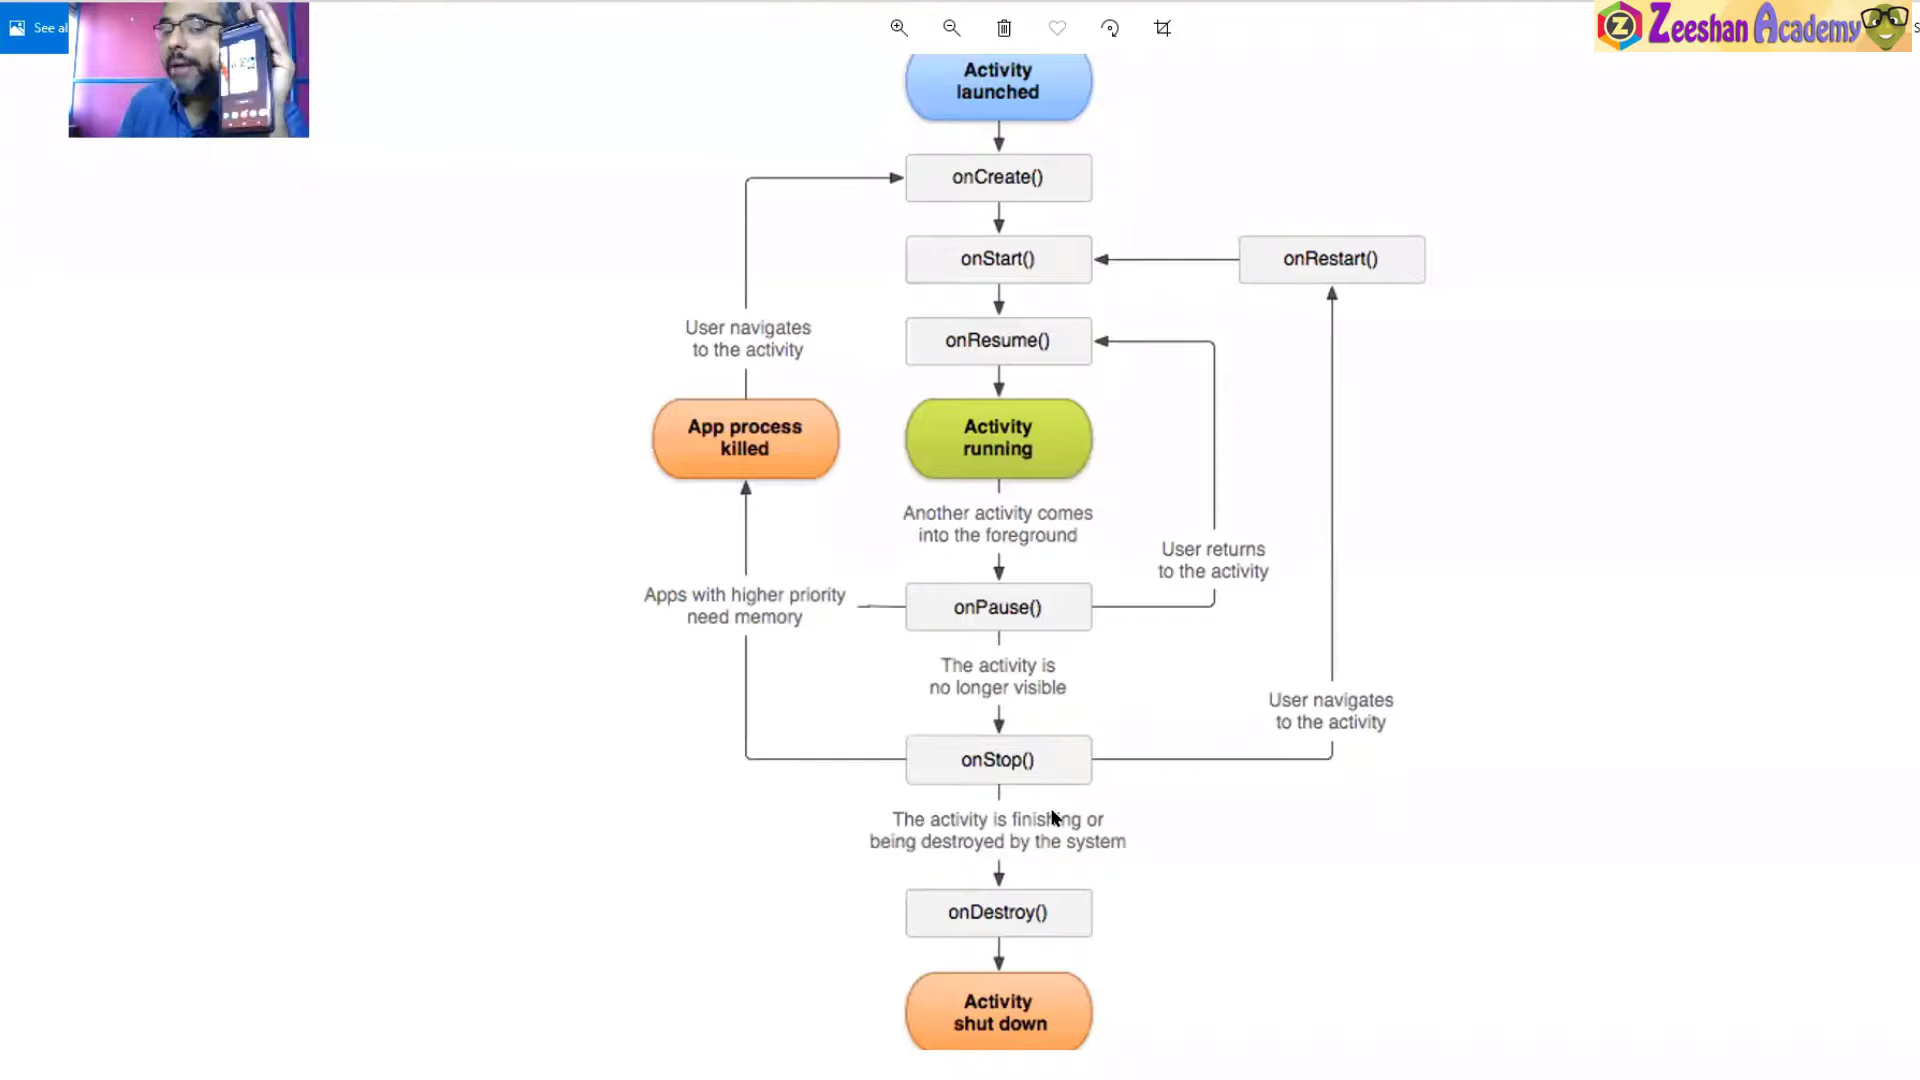 See al
Zeeshan Academy
S
Activity
launched
onCreate()
onStart()
onRestart()
User navigates
to the activity
onResume()
App process
killed
Activity
running
Another activity comes
into the foreground
User returns
to the activity
Apps with higher priority
need memory
onPause()
The activity is
no longer visible
User navigates
to the activity
onStop()
The activity is finishing or
being destroyed by the system
onDestroy()
Activity
shut down